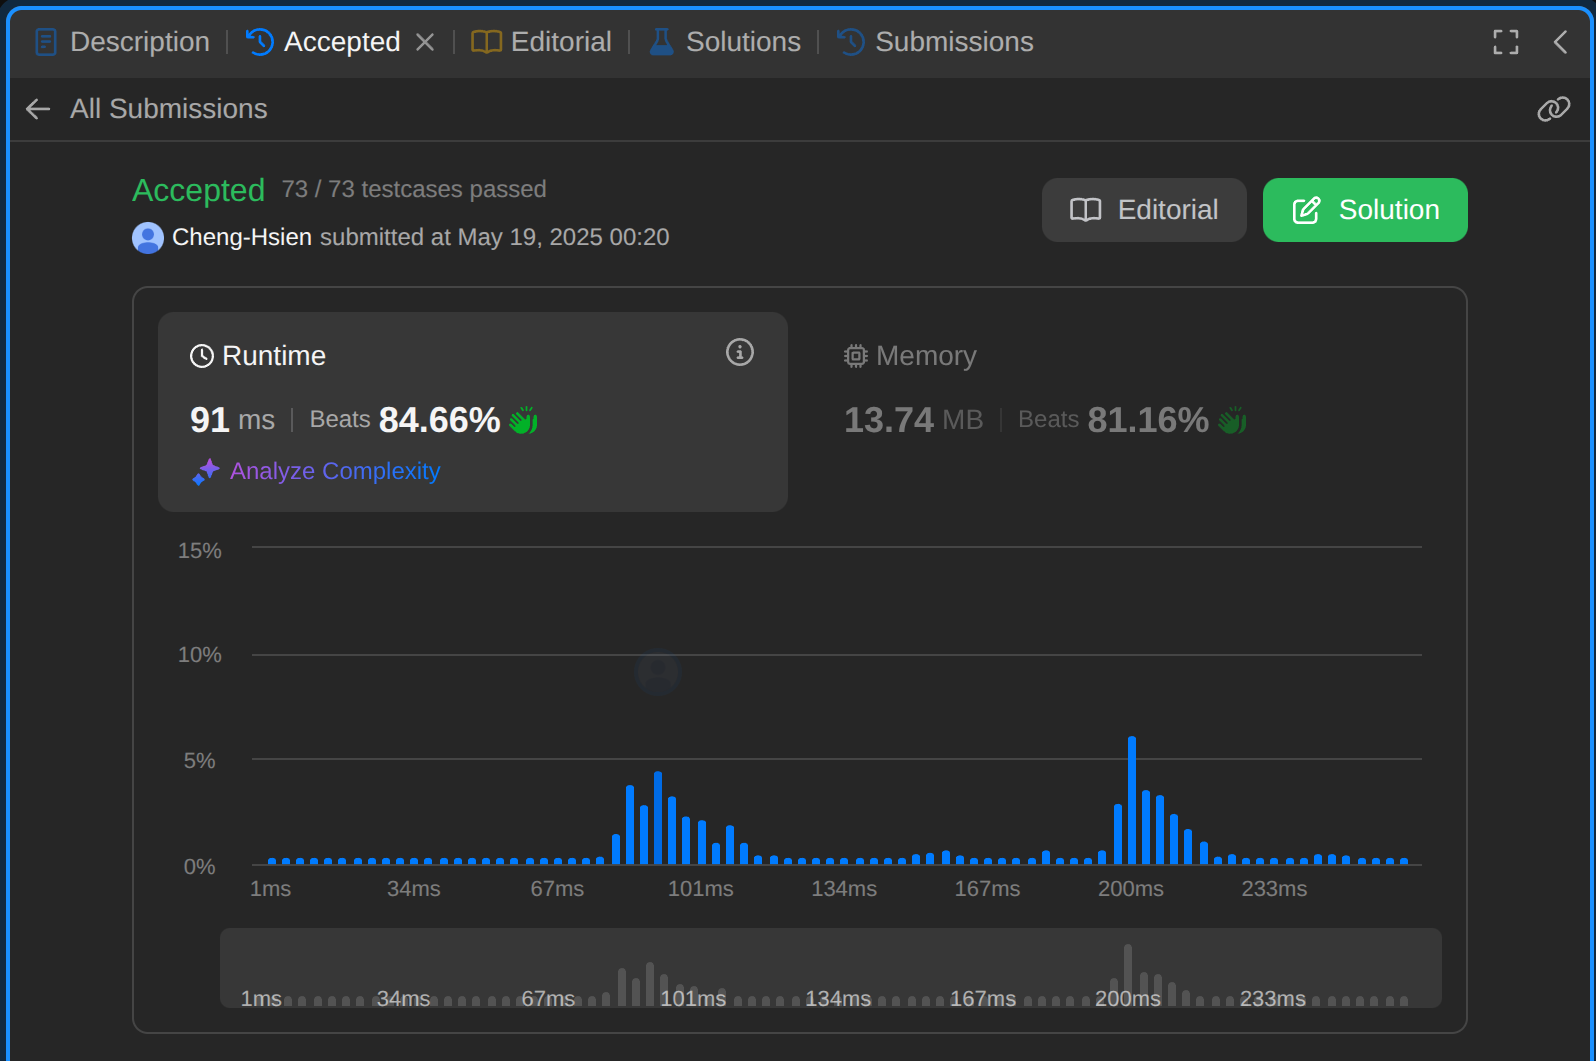 Description | Accepted | Editorial | Solutions | Submissions
All Submissions
Accepted 73 / 73 testcases passed
Editorial
Solution
Cheng-Hsien submitted at May 19, 2025 00:20
Runtime
91 ms | Beats 84.66%
Analyze Complexity
Memory
13.74 MB | Beats 81.16%
15%
10%
5%
0%
1ms 34ms 67ms 101ms 134ms 167ms 200ms 233ms
1ms 34ms 67ms 101ms 134ms 167ms 200ms 233ms